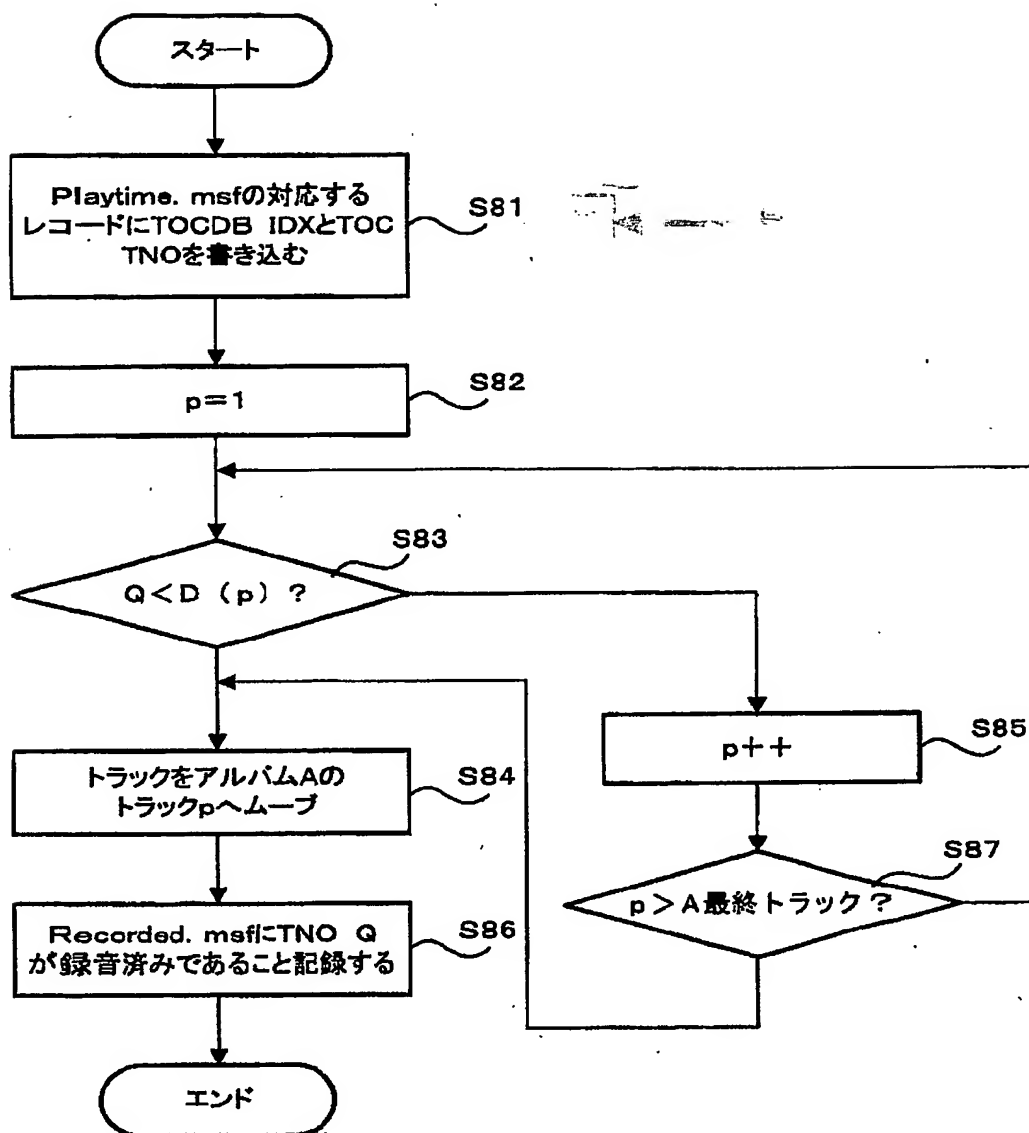 スタート
Playtime. msfの対応する
レコードにTOCDB IDXとTOC
TNOを書き込む
S81
p=1
S82
S83
Q<D (p) ?
p++
S85
トラックをアルバムAの
トラックpへムーブ
S84
S87
p>A最終トラック?
Recorded. msfにTNO Q
が録音済みであること記録する
S86
エンド